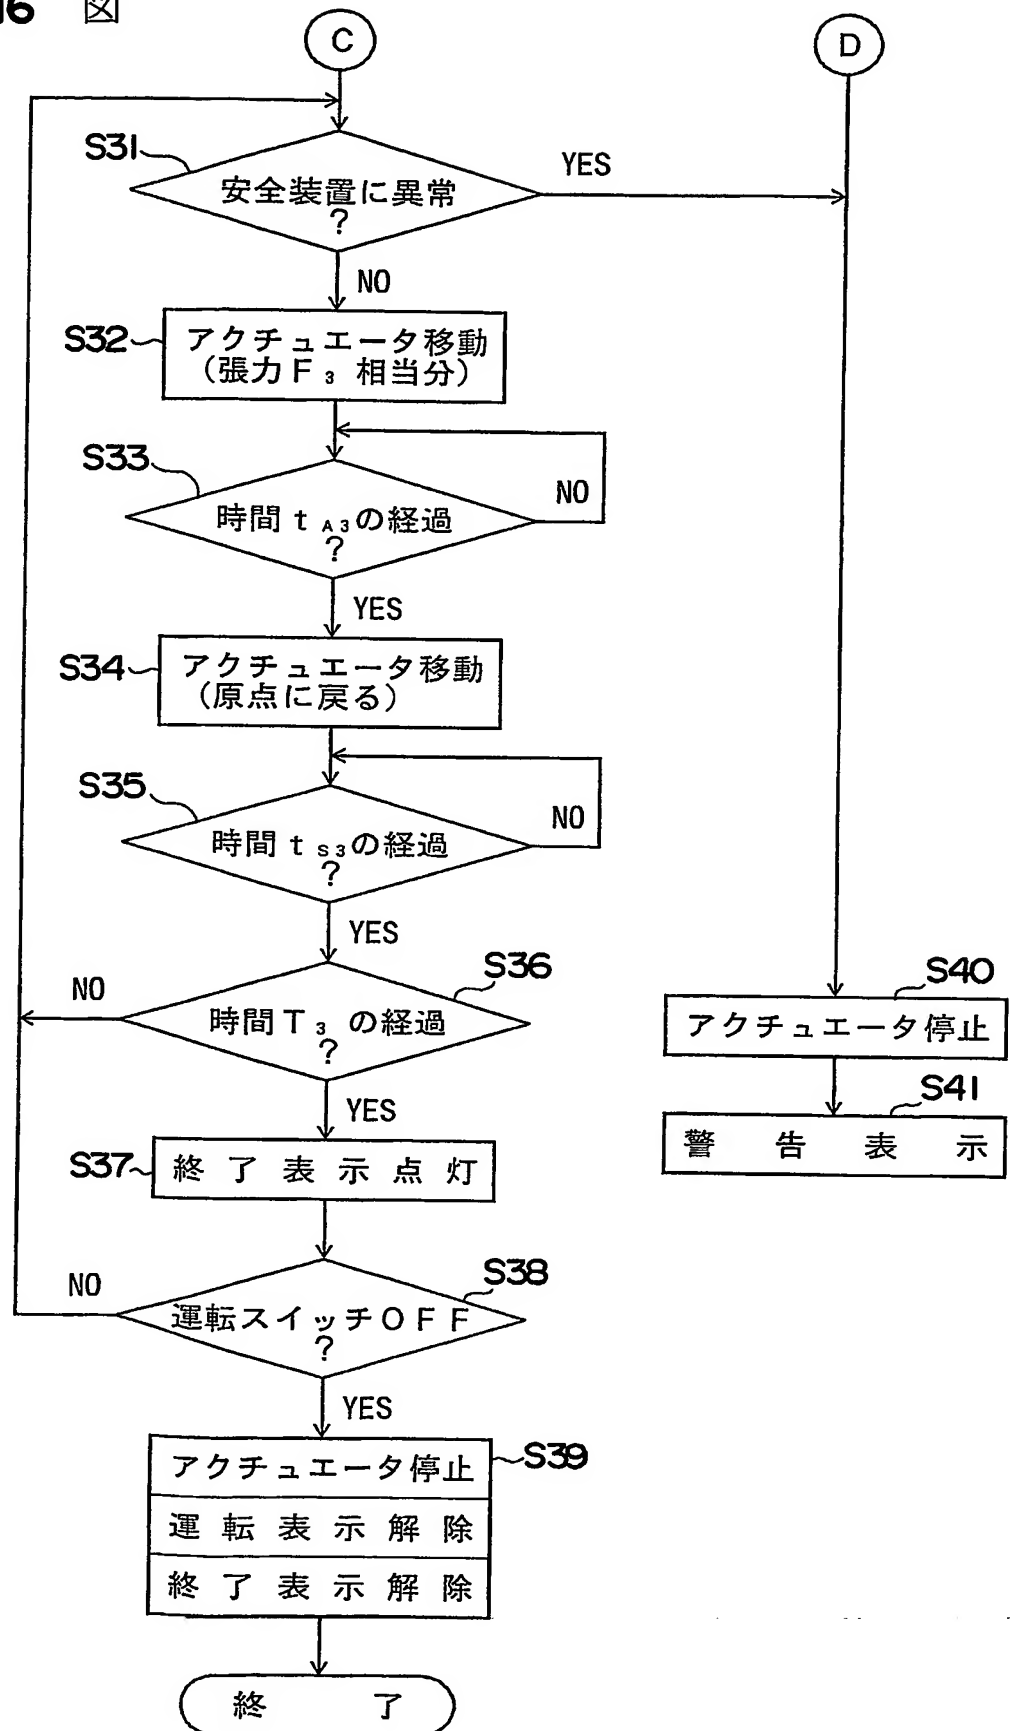 16 図
C
D
S31
安全装置に異常
?
YES
NO
S32
アクチュエータ移動
(張力F₃相当分)
S33
時間tA3の経過
?
NO
YES
S34
アクチュエータ移動
(原点に戻る)
S35
時間tS3の経過
?
NO
YES
S36
時間T₃の経過
?
NO
YES
S37
終了表示点灯
S38
運転スイッチOFF
?
NO
YES
S39
アクチュエータ停止
運転表示解除
終了表示解除
終了
S40
アクチュエータ停止
S41
警告表示